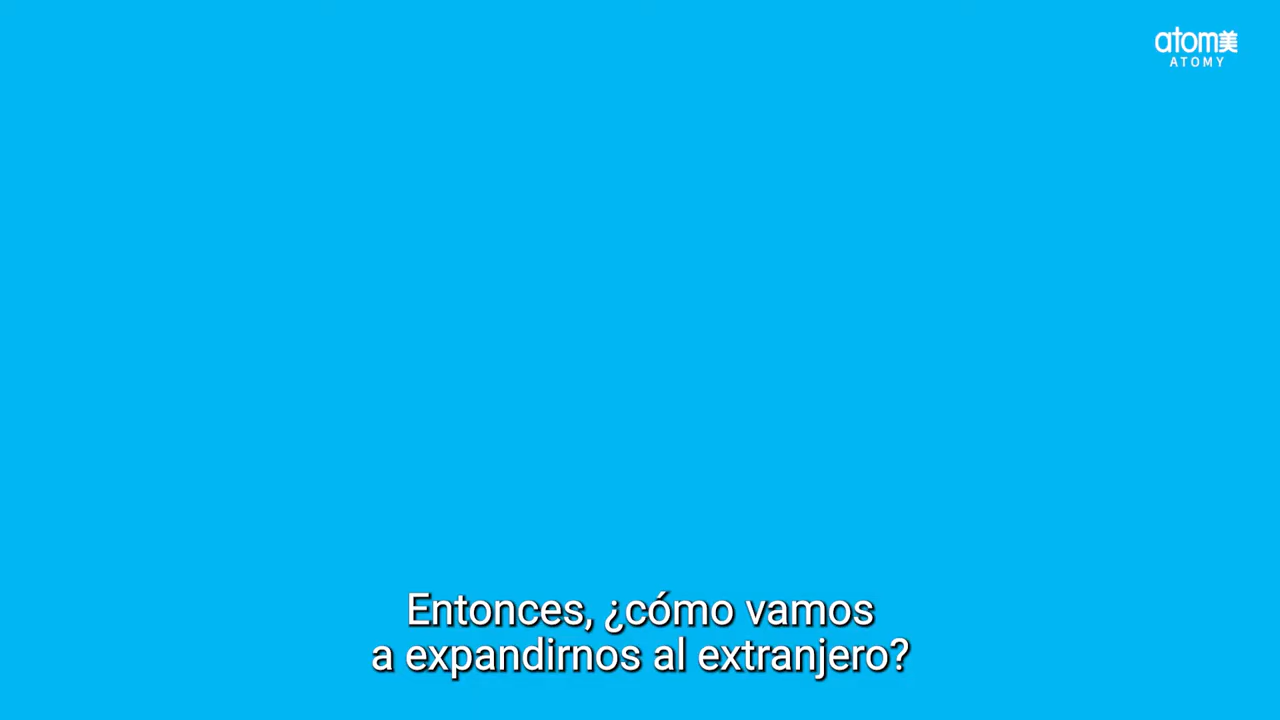 atom美
ATOMY
Entonces, ¿cómo vamos
a expandirnos al extranjero?